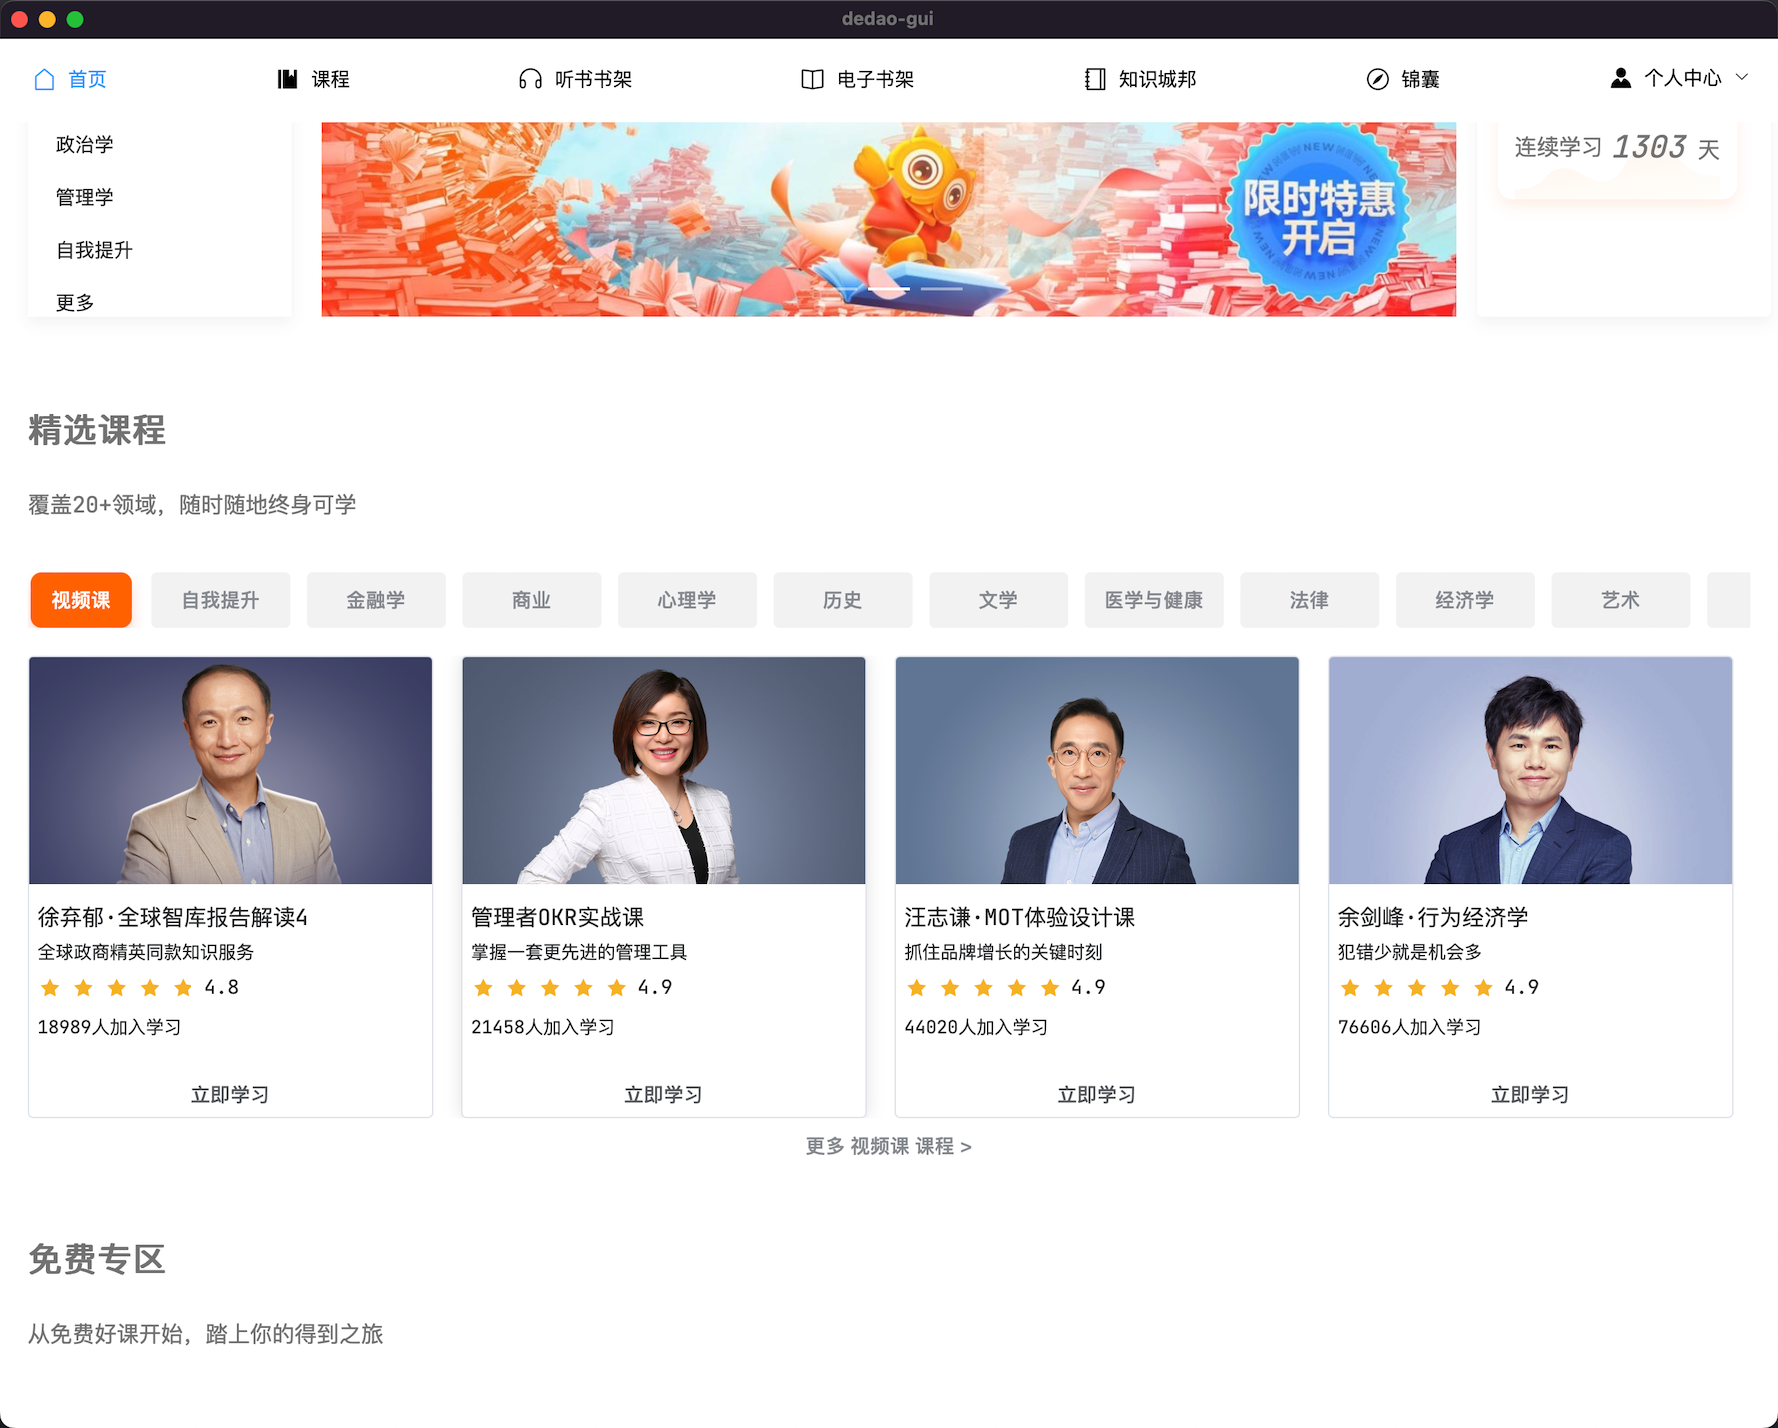 dedao-gui
首页
课程
听书书架
电子书架
知识城邦
锦囊
个人中心
政治学
管理学
自我提升
更多
NEW NEW
限时特惠
开启
NEW NEW
连续学习 1303 天
精选课程
覆盖20+领域，随时随地终身可学
视频课
自我提升
金融学
商业
心理学
历史
文学
医学与健康
法律
经济学
艺术
徐弃郁·全球智库报告解读4
全球政商精英同款知识服务
4.8
18989人加入学习
立即学习
管理者OKR实战课
掌握一套更先进的管理工具
4.9
21458人加入学习
立即学习
汪志谦·MOT体验设计课
抓住品牌增长的关键时刻
4.9
44020人加入学习
立即学习
余剑峰·行为经济学
犯错少就是机会多
4.9
76606人加入学习
立即学习
更多 视频课 课程 >
免费专区
从免费好课开始，踏上你的得到之旅